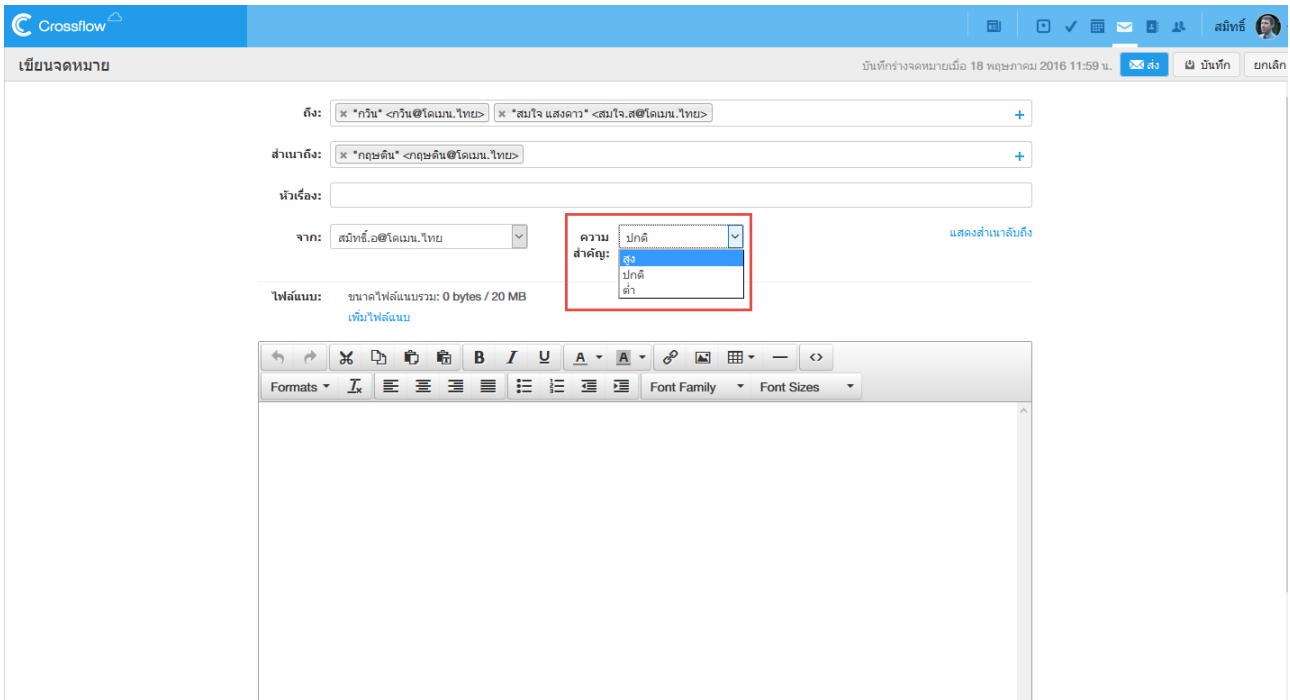 Crossflow
สมิทธิ์
เขียนจดหมาย
บันทึกร่างจดหมายเมื่อ 18 พฤษภาคม 2016 11:59 น.
ส่ง
บันทึก
ยกเลิก
ถึง:
× "กวิน" <กวิน@โดเมน.ไทย>
× "สมใจ แสงดาว" <สมใจ.ส@โดเมน.ไทย>
+
สำเนาถึง:
× "กฤษติน" <กฤษติน@โดเมน.ไทย>
+
หัวเรื่อง:
จาก:
สมิทธิ์.อ@โดเมน.ไทย
ความ
สำคัญ:
ปกติ
สูง
ปกติ
ต่ำ
แสดงสำเนาลับถึง
ไฟล์แนบ:
ขนาดไฟล์แนบรวม: 0 bytes / 20 MB
เพิ่มไฟล์แนบ
B I U A A
Formats
Font Family
Font Sizes